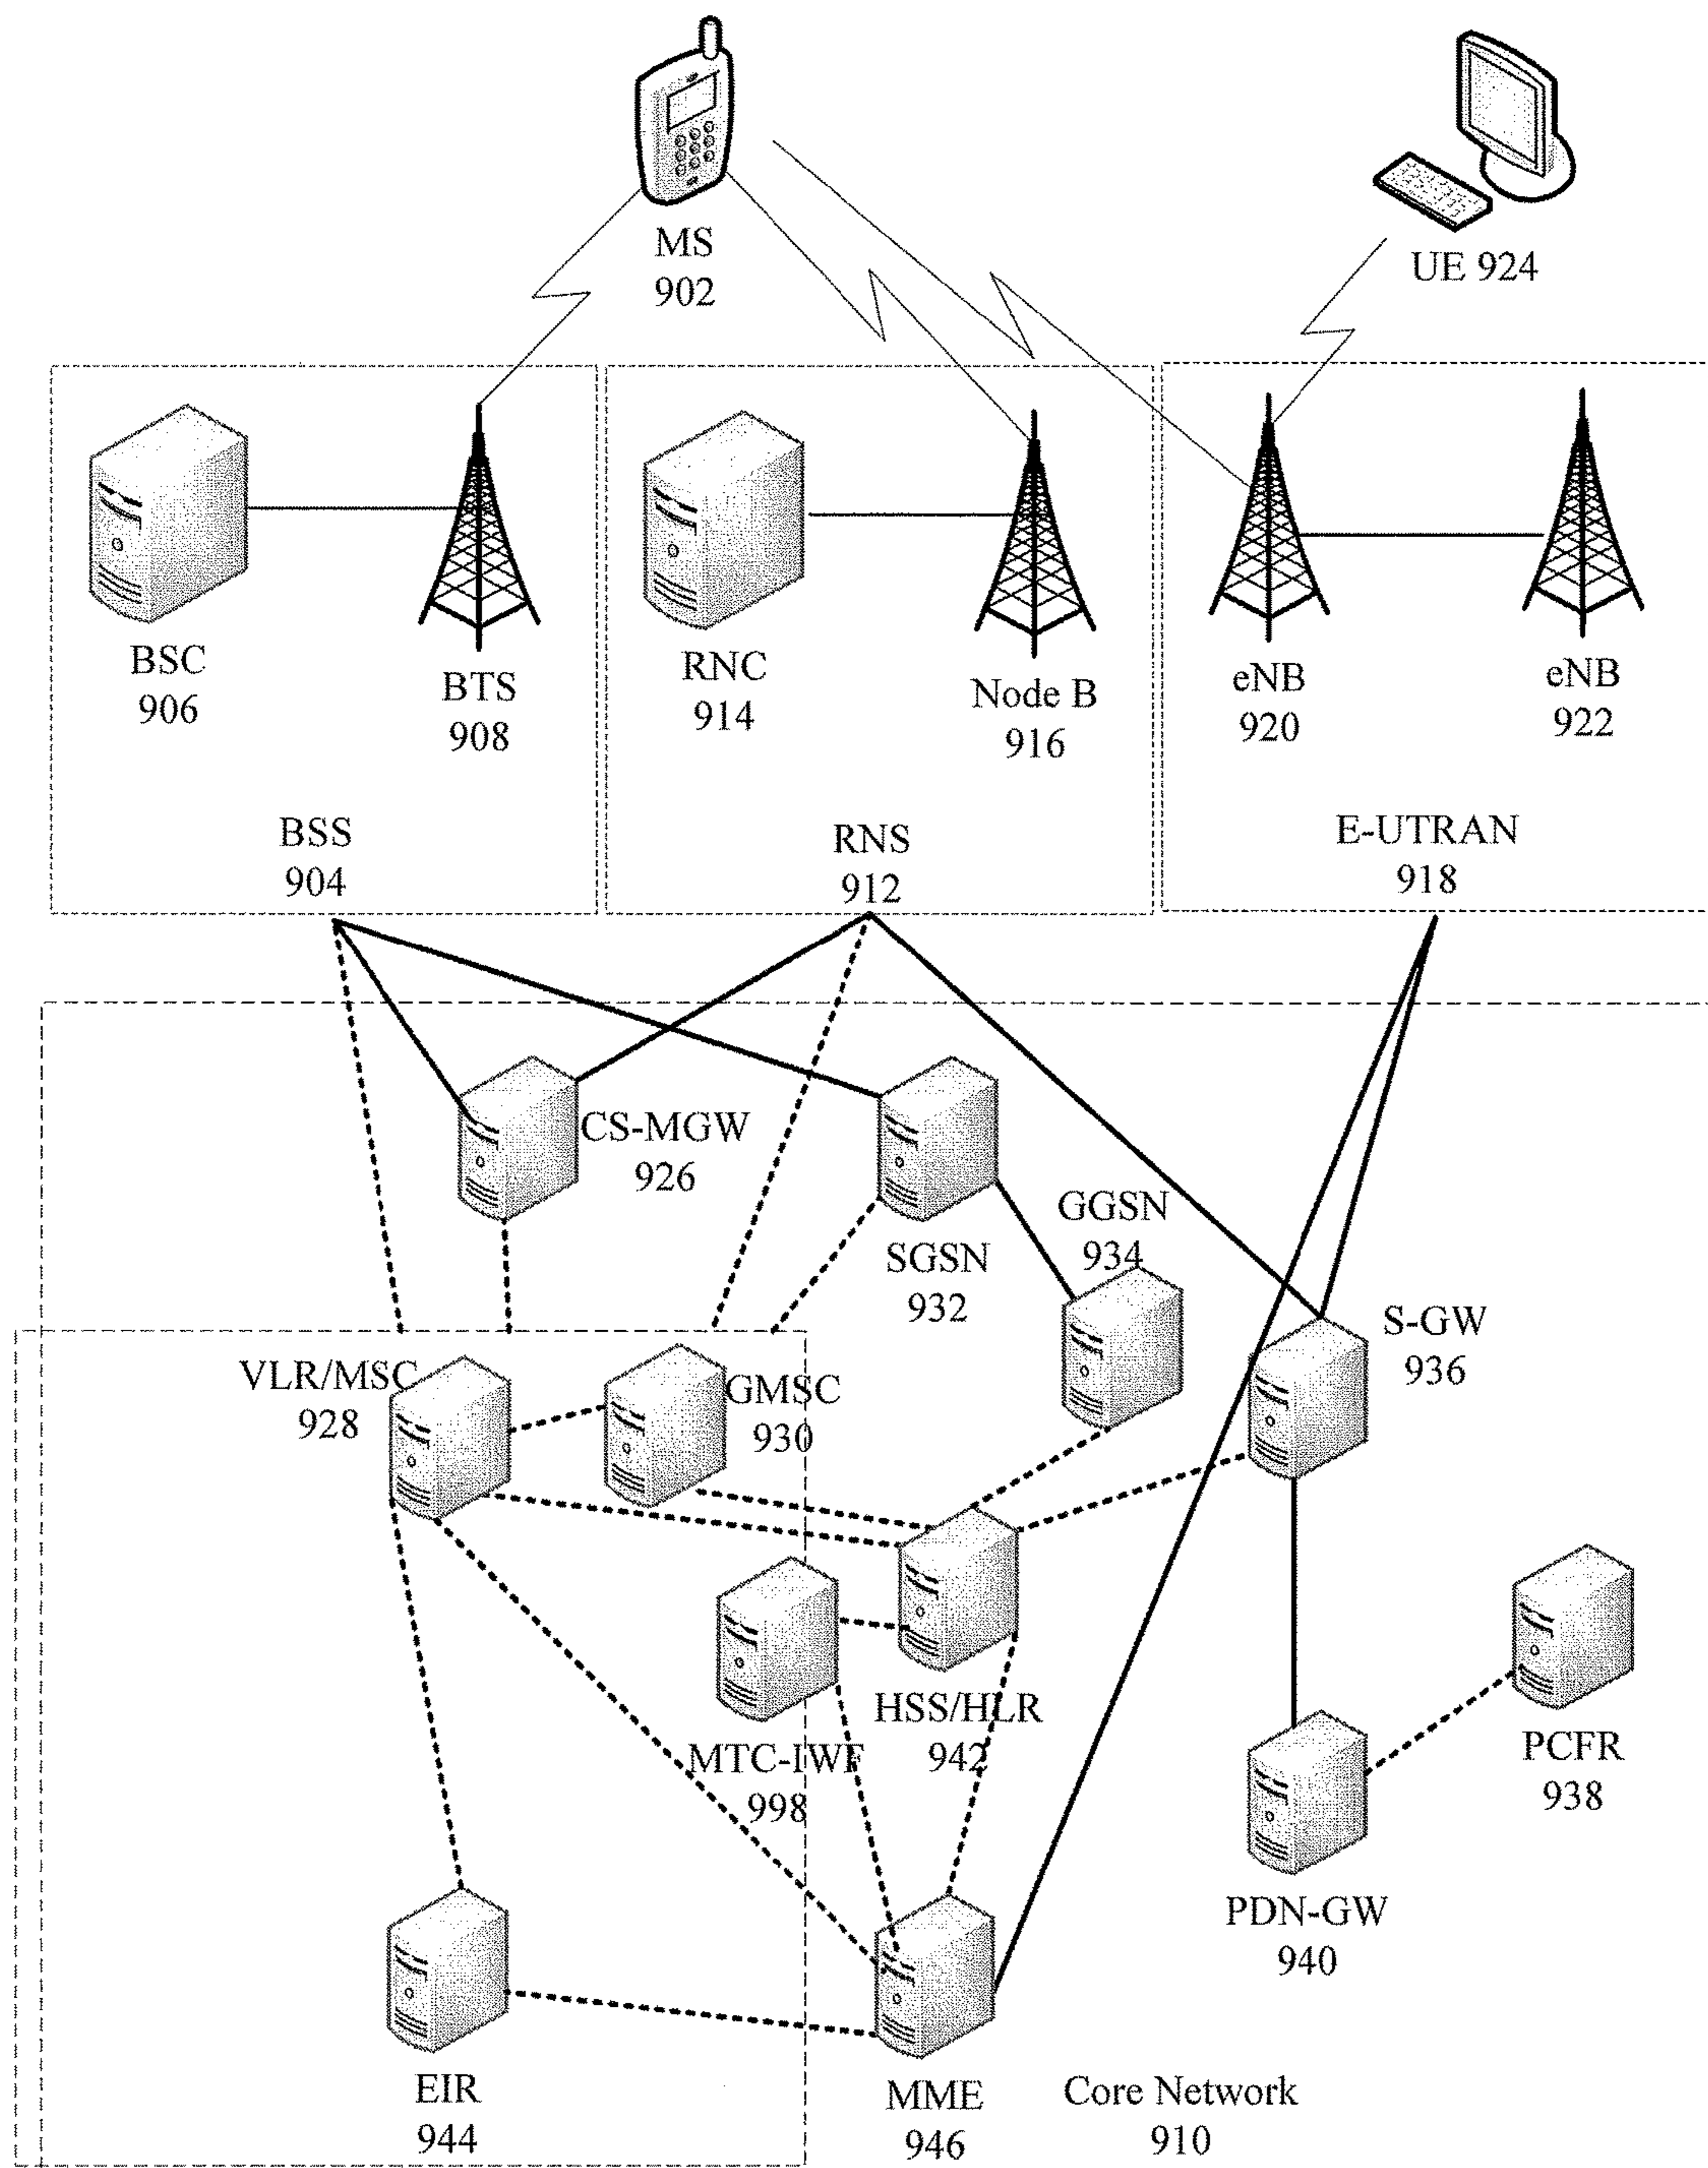 MS
902
UE 924
BSC
906
BTS
908
RNC
914
Node B
916
eNB
920
eNB
922
BSS
904
RNS
912
E-UTRAN
918
CS-MGW
926
SGSN
932
GGSN
934
S-GW
936
VLR/MSC
928
GMSC
930
HSS/HLR
942
MTC-IWF
998
PCFR
938
PDN-GW
940
EIR
944
MME
946
Core Network
910